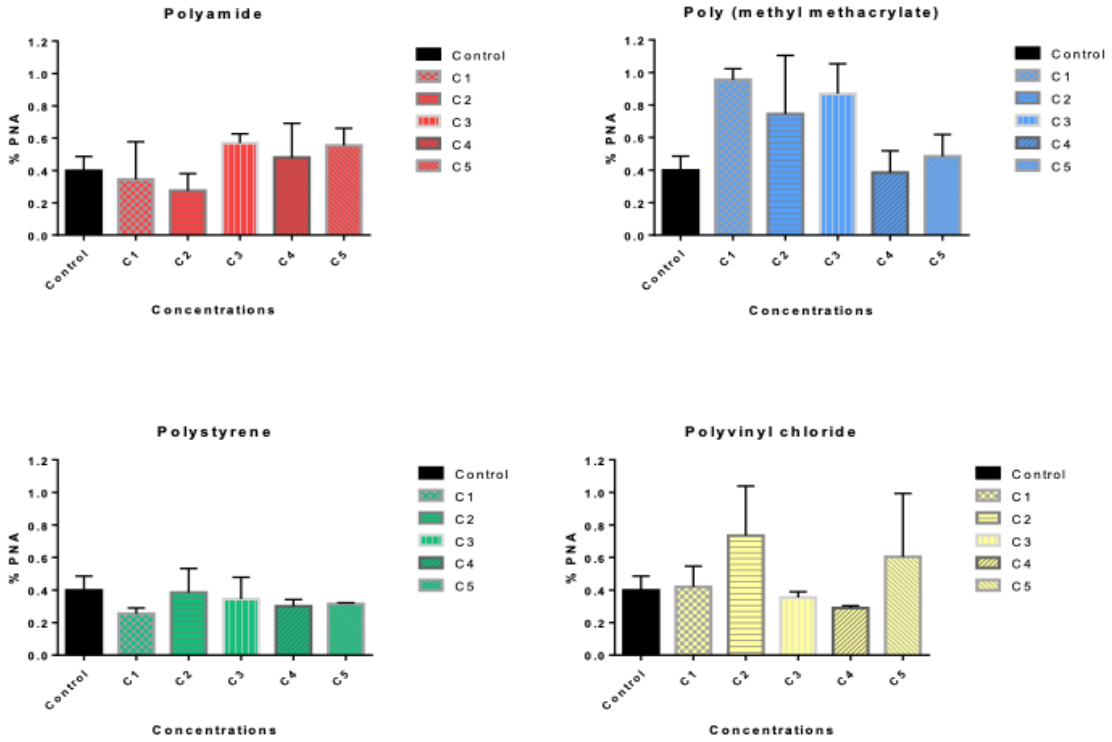 Polyamide
1.2
1.0
0.8
0.6
0.4
0.2
0.0
% PNA
Control
C1
C2
C3
C4
C5
Concentrations
Control
C1
C2
C3
C4
C5
Poly (methyl methacrylate)
1.2
1.0
0.8
0.6
0.4
0.2
0.0
% PNA
Control
C1
C2
C3
C4
C5
Concentrations
Control
C1
C2
C3
C4
C5
Polystyrene
1.2
1.0
0.8
0.6
0.4
0.2
0.0
% PNA
Control
C1
C2
C3
C4
C5
Concentrations
Control
C1
C2
C3
C4
C5
Polyvinyl chloride
1.2
1.0
0.8
0.6
0.4
0.2
0.0
% PNA
Control
C1
C2
C3
C4
C5
Concentrations
Control
C1
C2
C3
C4
C5